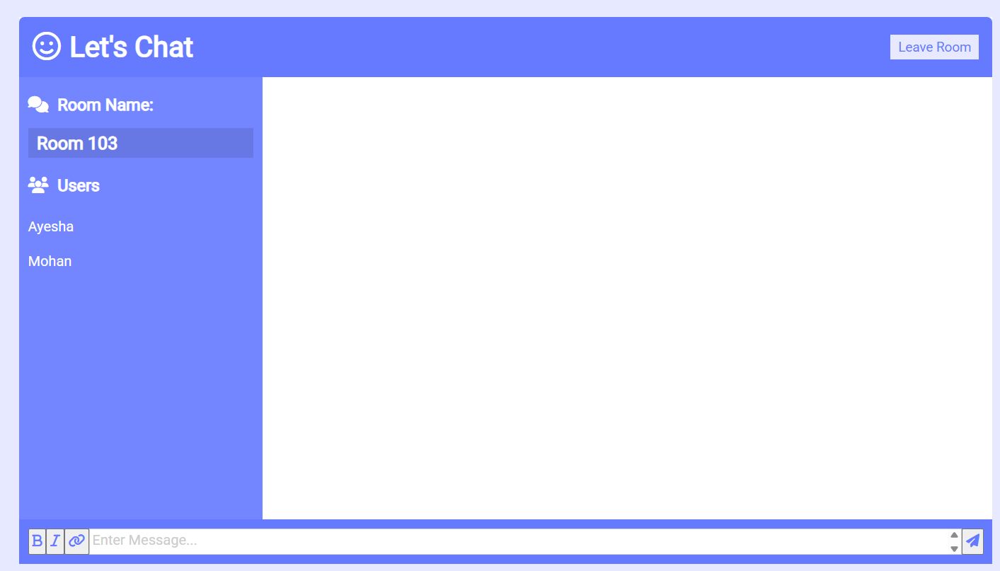 Let's Chat
Leave Room
Room Name:
Room 103
Users
Ayesha
Mohan
B I Enter Message...